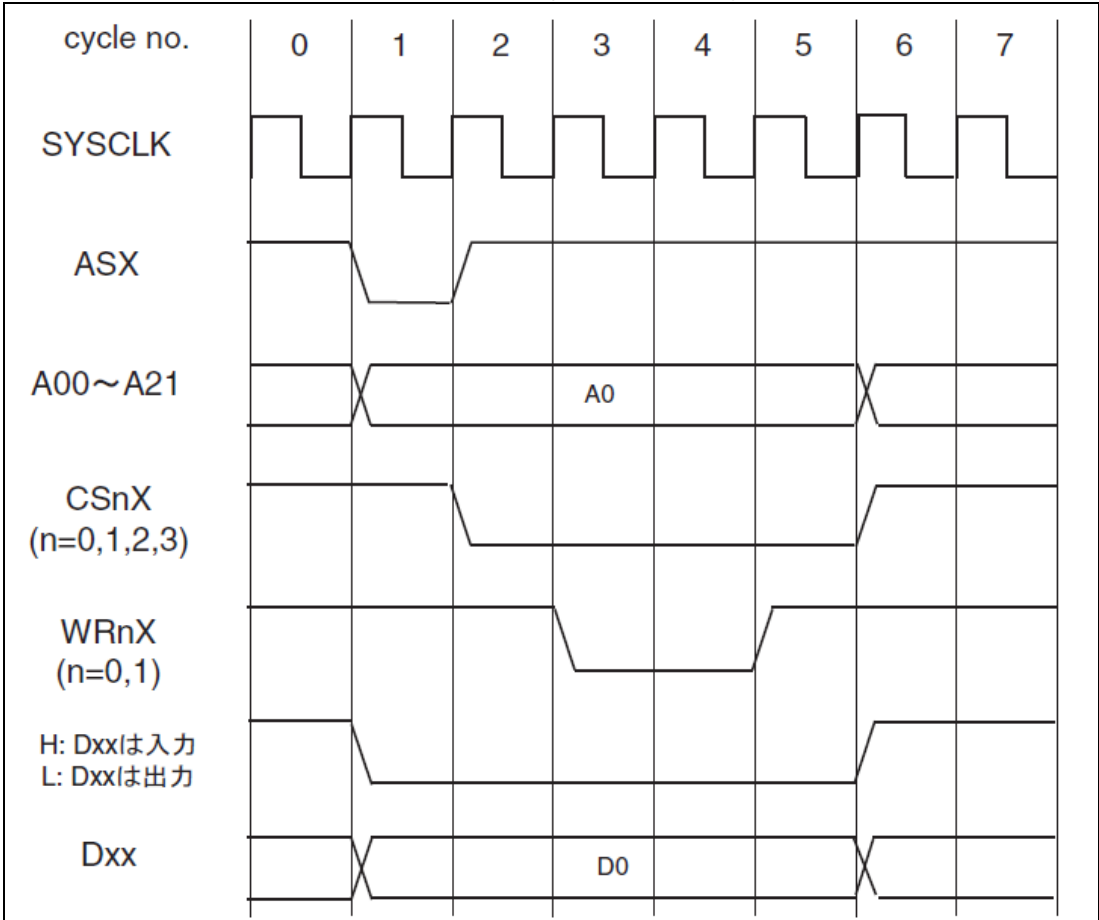 cycle no. 0 1 2 3 4 5 6 7
SYSCLK
ASX
A00～A21
A0
CSnX
(n=0,1,2,3)
WRnX
(n=0,1)
H: Dxxは入力
L: Dxxは出力
Dxx
D0